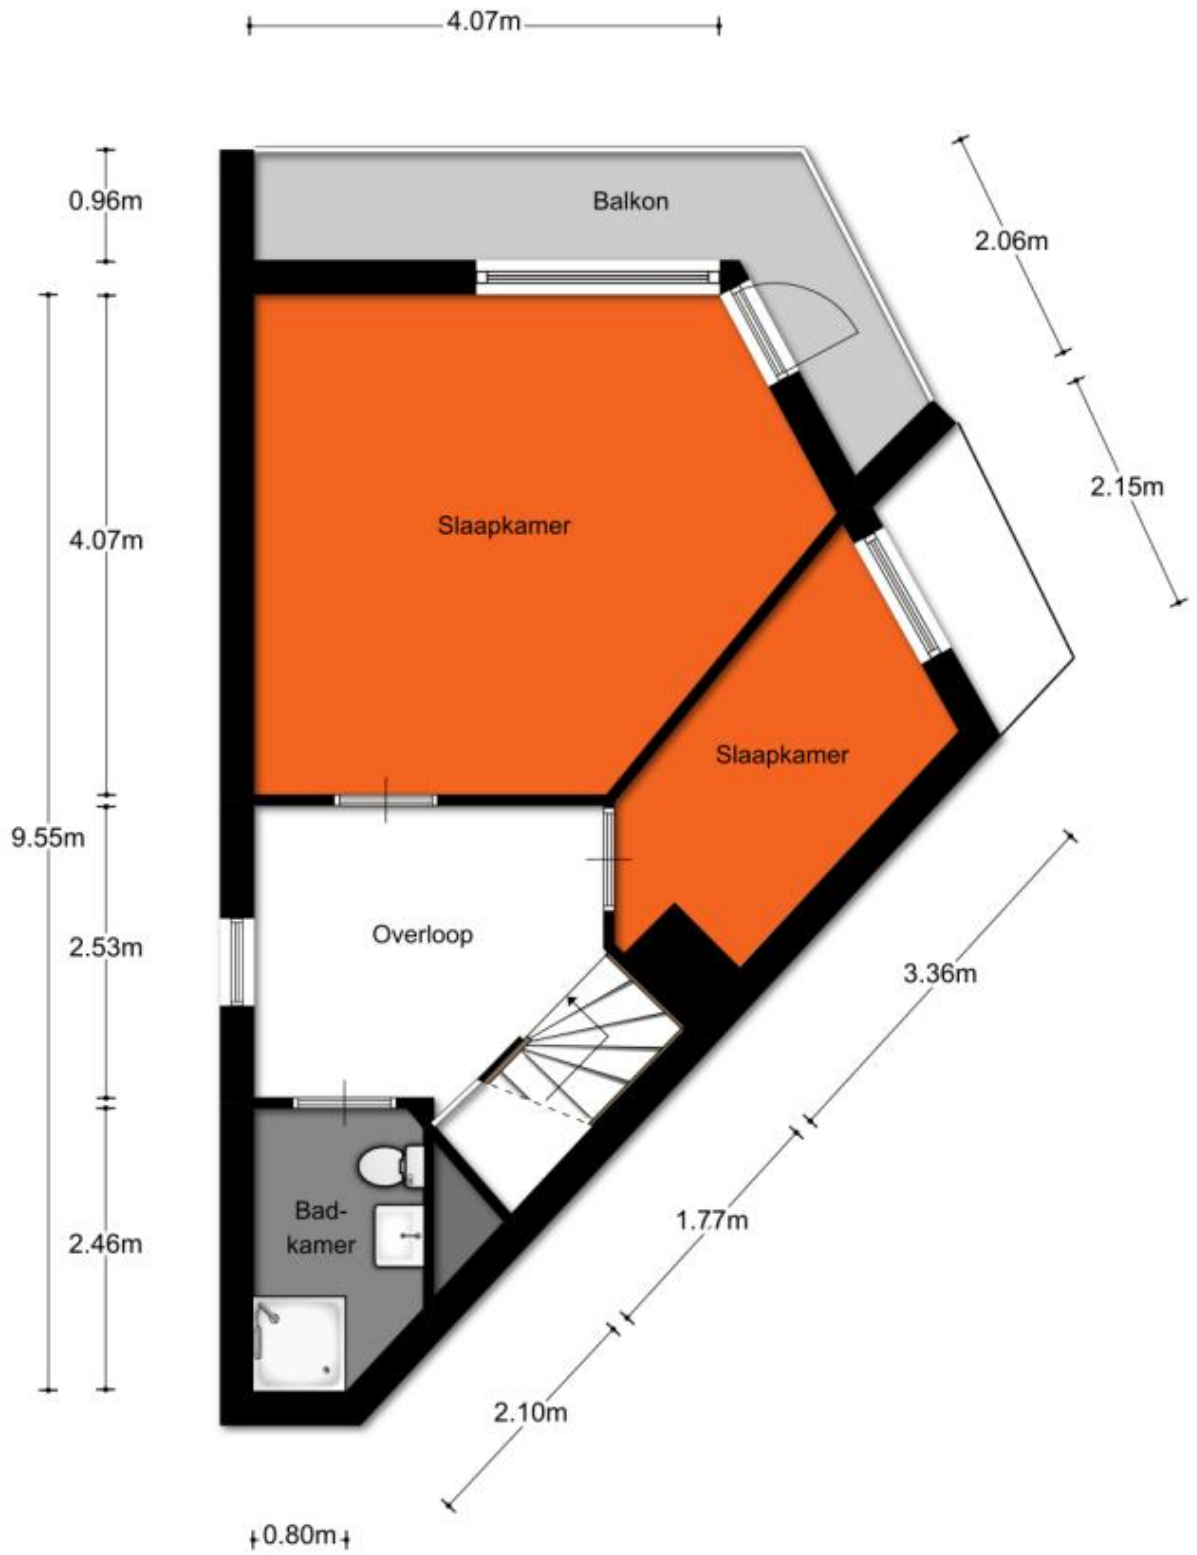 4.07m
0.96m
Balkon
2.06m
2.15m
Slaapkamer
4.07m
Slaapkamer
9.55m
Overloop
2.53m
3.36m
Bad-
kamer
1.77m
2.46m
2.10m
0.80m